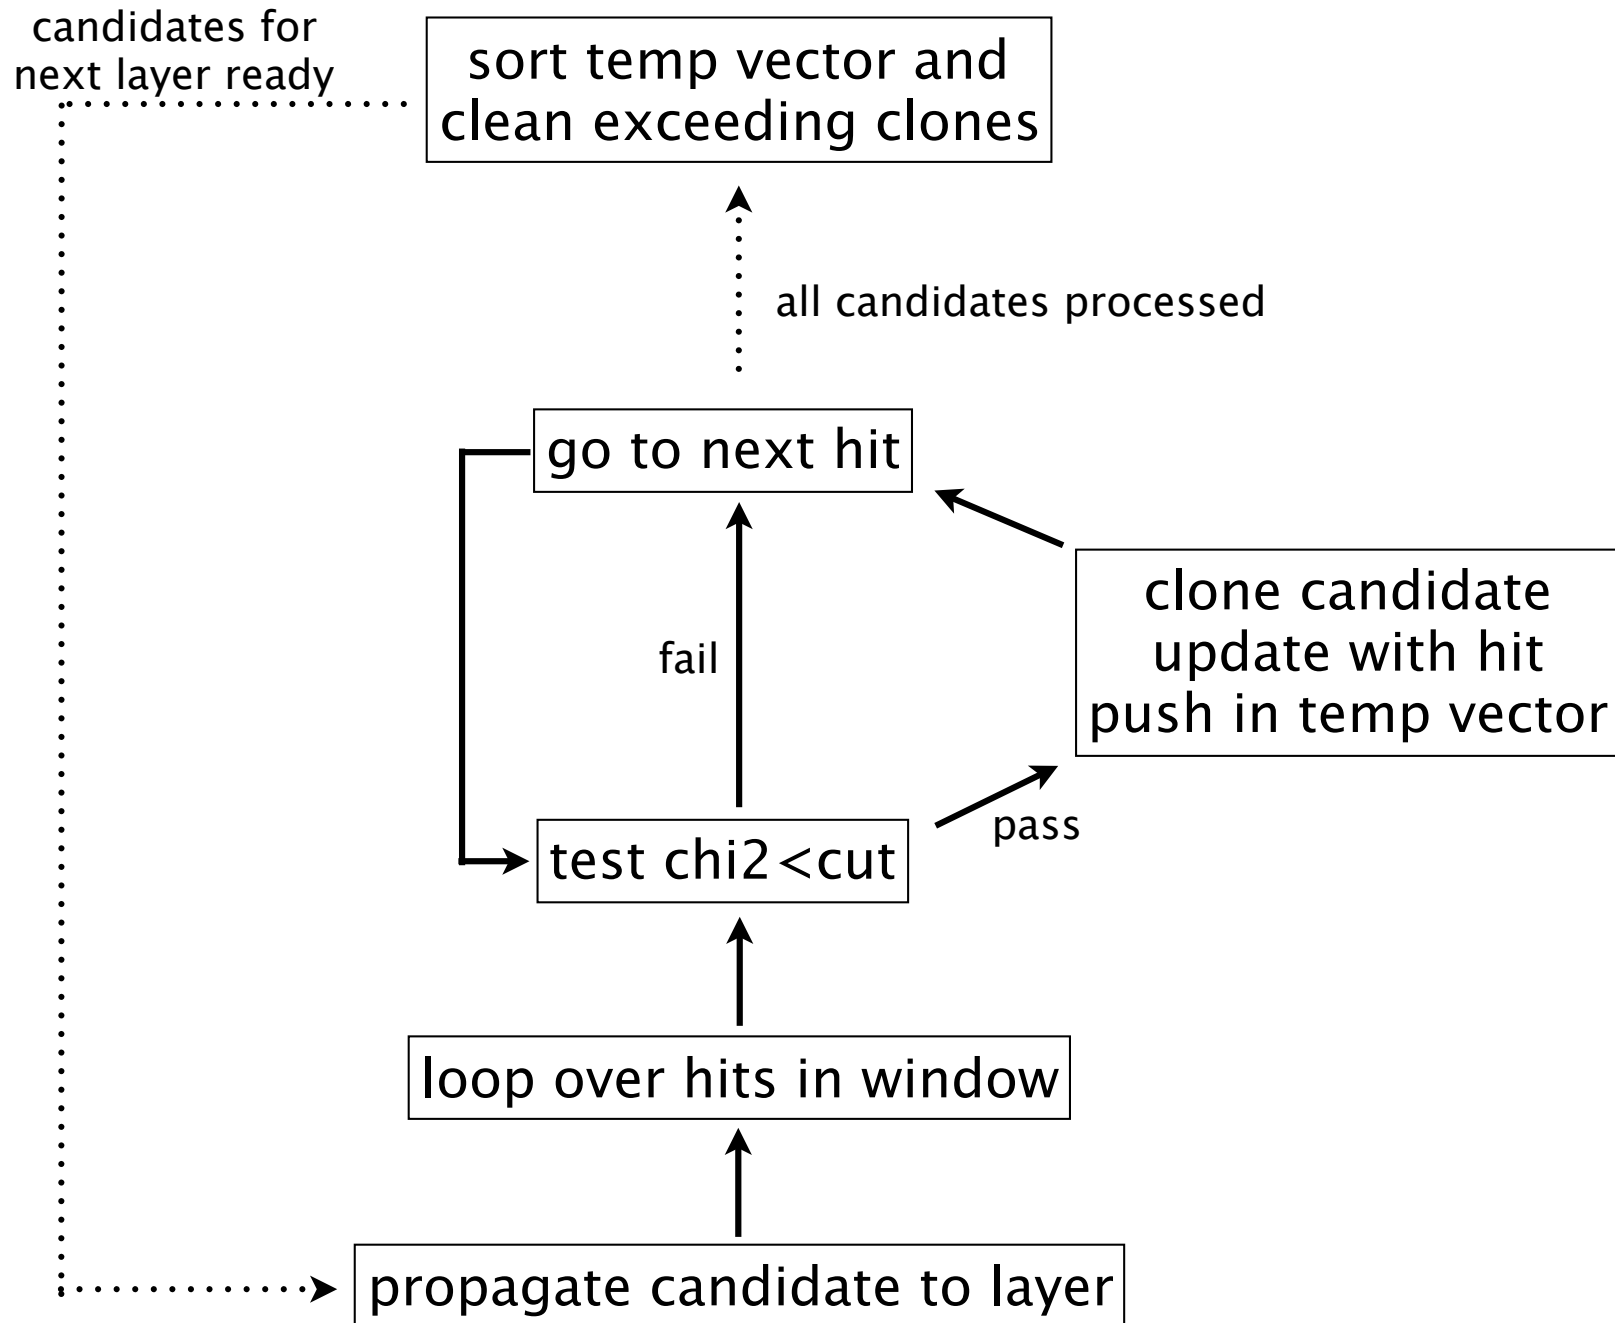 candidates for
next layer ready
sort temp vector and
clean exceeding clones
all candidates processed
go to next hit
clone candidate
update with hit
push in temp vector
fail
pass
test chi2<cut
loop over hits in window
propagate candidate to layer